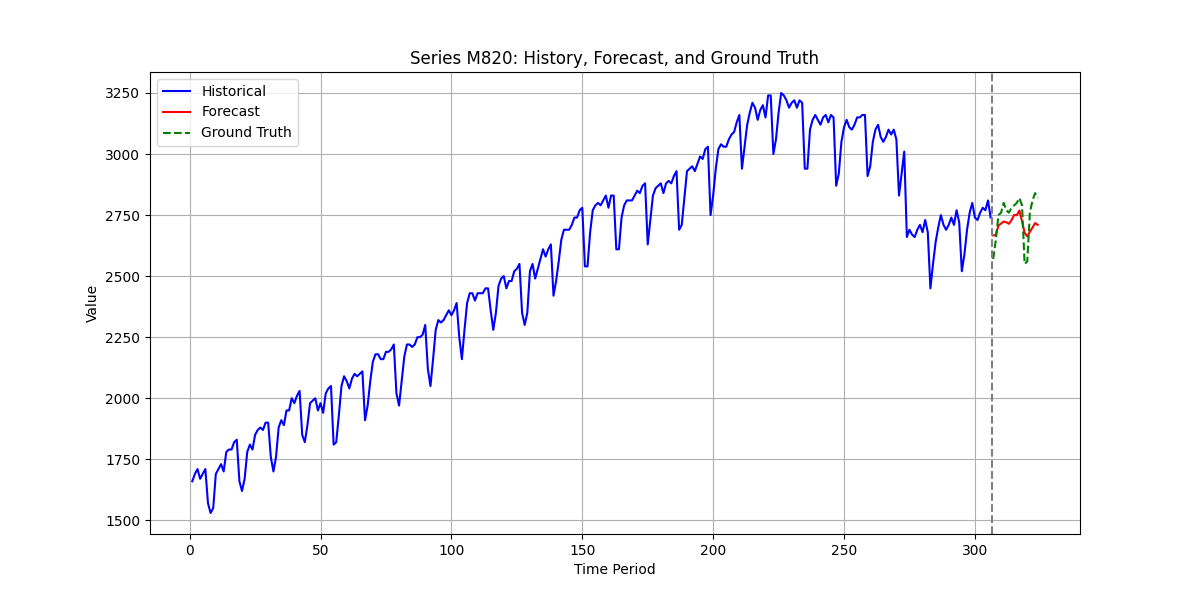 Series M820: History, Forecast, and Ground Truth
Historical
Forecast
Ground Truth
3250
3000
2750
2500
2250
2000
1750
1500
Value
0 50 100 150 200 250 300
Time Period